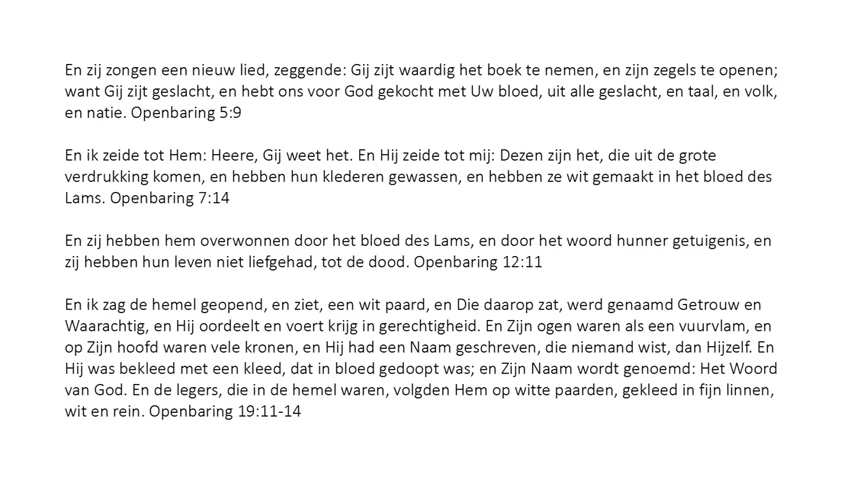 En zij zongen een nieuw lied, zeggende: Gij zijt waardig het boek te nemen, en zijn zegels te openen;
want Gij zijt geslacht, en hebt ons voor God gekocht met Uw bloed, uit alle geslacht, en taal, en volk,
en natie. Openbaring 5:9
En ik zeide tot Hem: Heere, Gij weet het. En Hij zeide tot mij: Dezen zijn het, die uit de grote
verdrukking komen, en hebben hun klederen gewassen, en hebben ze wit gemaakt in het bloed des
Lams. Openbaring 7:14
En zij hebben hem overwonnen door het bloed des Lams, en door het woord hunner getuigenis, en
zij hebben hun leven niet liefgehad, tot de dood. Openbaring 12:11
En ik zag de hemel geopend, en ziet, een wit paard, en Die daarop zat, werd genaamd Getrouw en
Waarachtig, en Hij oordeelt en voert krijg in gerechtigheid. En Zijn ogen waren als een vuurvlam, en
op Zijn hoofd waren vele kronen, en Hij had een Naam geschreven, die niemand wist, dan Hijzelf. En
Hij was bekleed met een kleed, dat in bloed gedoopt was; en Zijn Naam wordt genoemd: Het Woord
van God. En de legers, die in de hemel waren, volgden Hem op witte paarden, gekleed in fijn linnen,
wit en rein. Openbaring 19:11-14